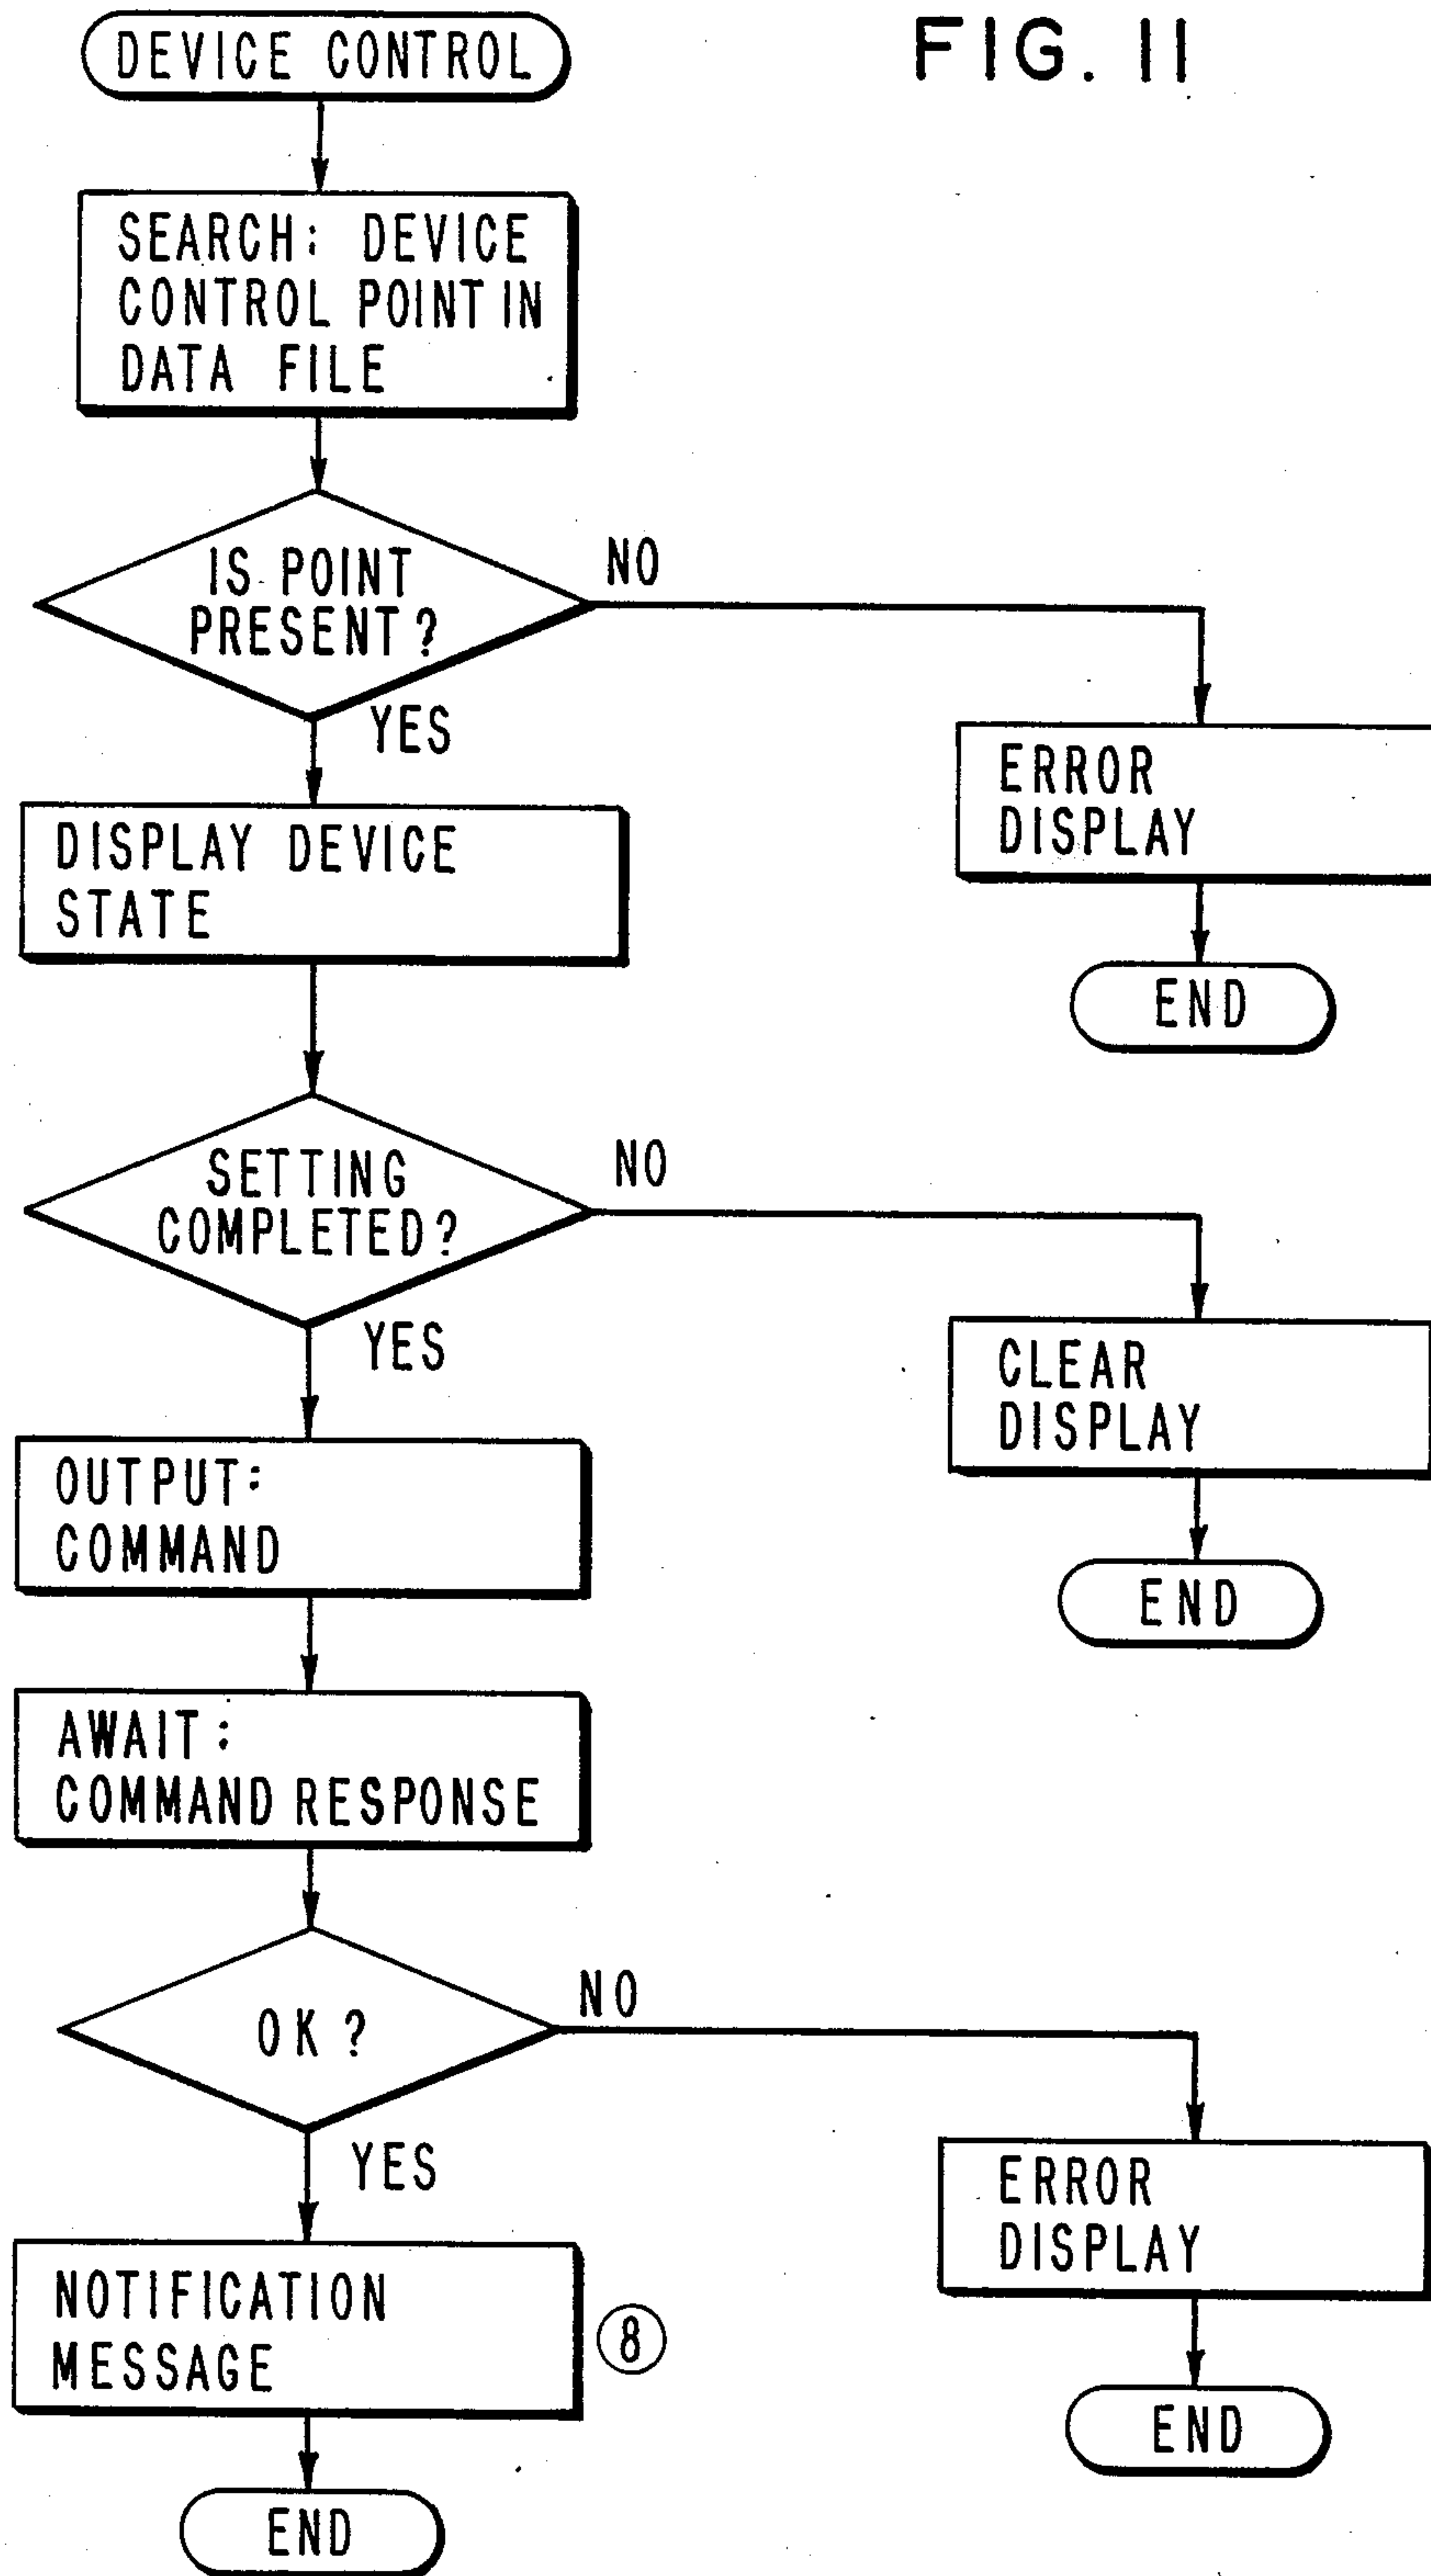 FIG. 11
DEVICE CONTROL
SEARCH: DEVICE
CONTROL POINT IN
DATA FILE
IS POINT
PRESENT?
NO
YES
ERROR
DISPLAY
END
DISPLAY DEVICE
STATE
SETTING
COMPLETED?
NO
YES
CLEAR
DISPLAY
END
OUTPUT:
COMMAND
AWAIT:
COMMAND RESPONSE
OK?
NO
YES
ERROR
DISPLAY
END
NOTIFICATION
MESSAGE
8
END